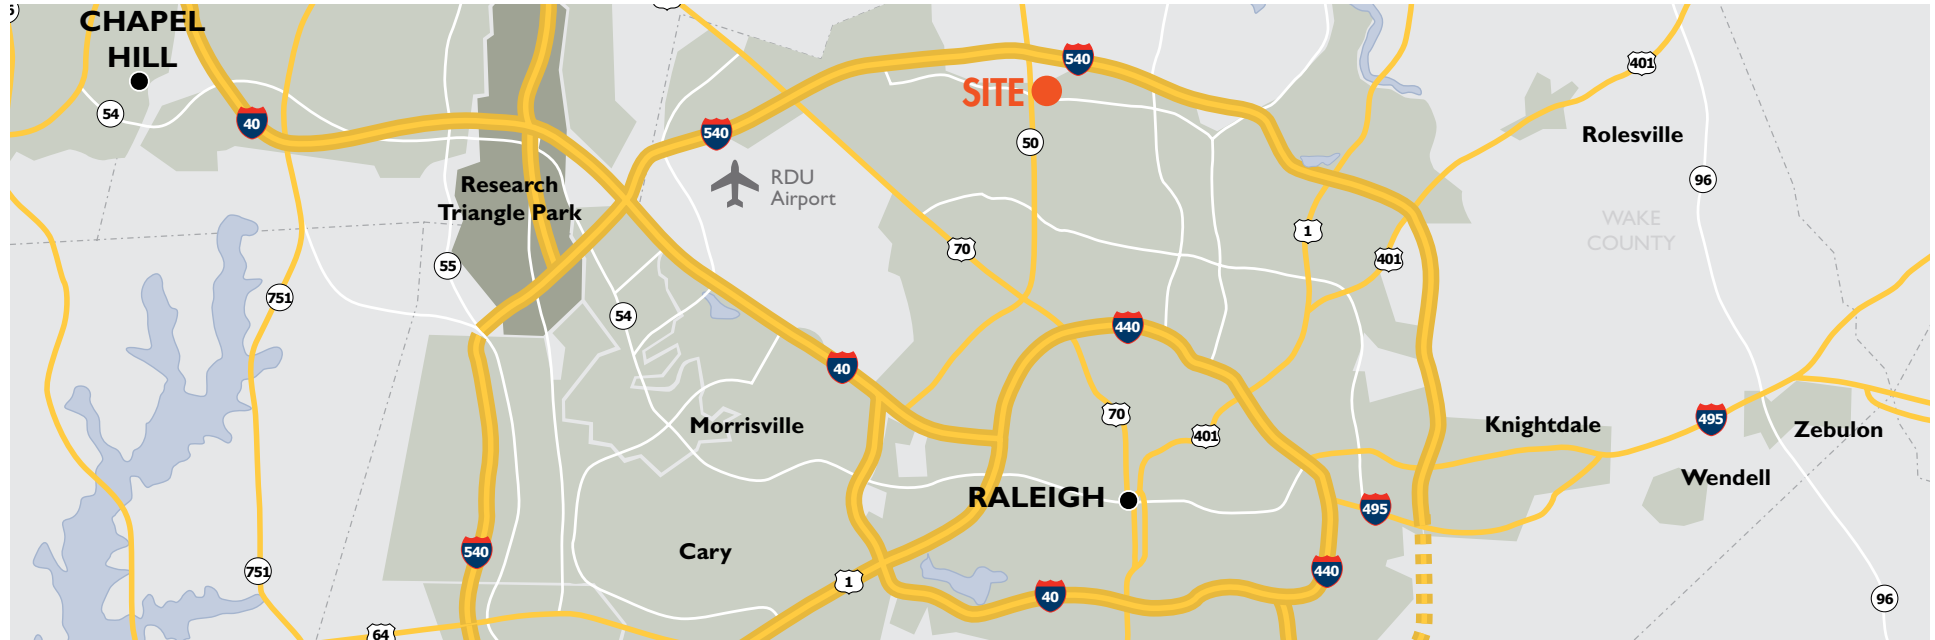 CHAPEL
HILL
54
40
540
540
SITE
50
401
Rolesville
96
RDU
Airport
Research
Triangle Park
WAKE
COUNTY
1
70
401
55
751
54
440
40
70
401
Morrisville
Knightdale
495
Zebulon
Wendell
RALEIGH
495
Cary
540
751
1
440
40
96
64